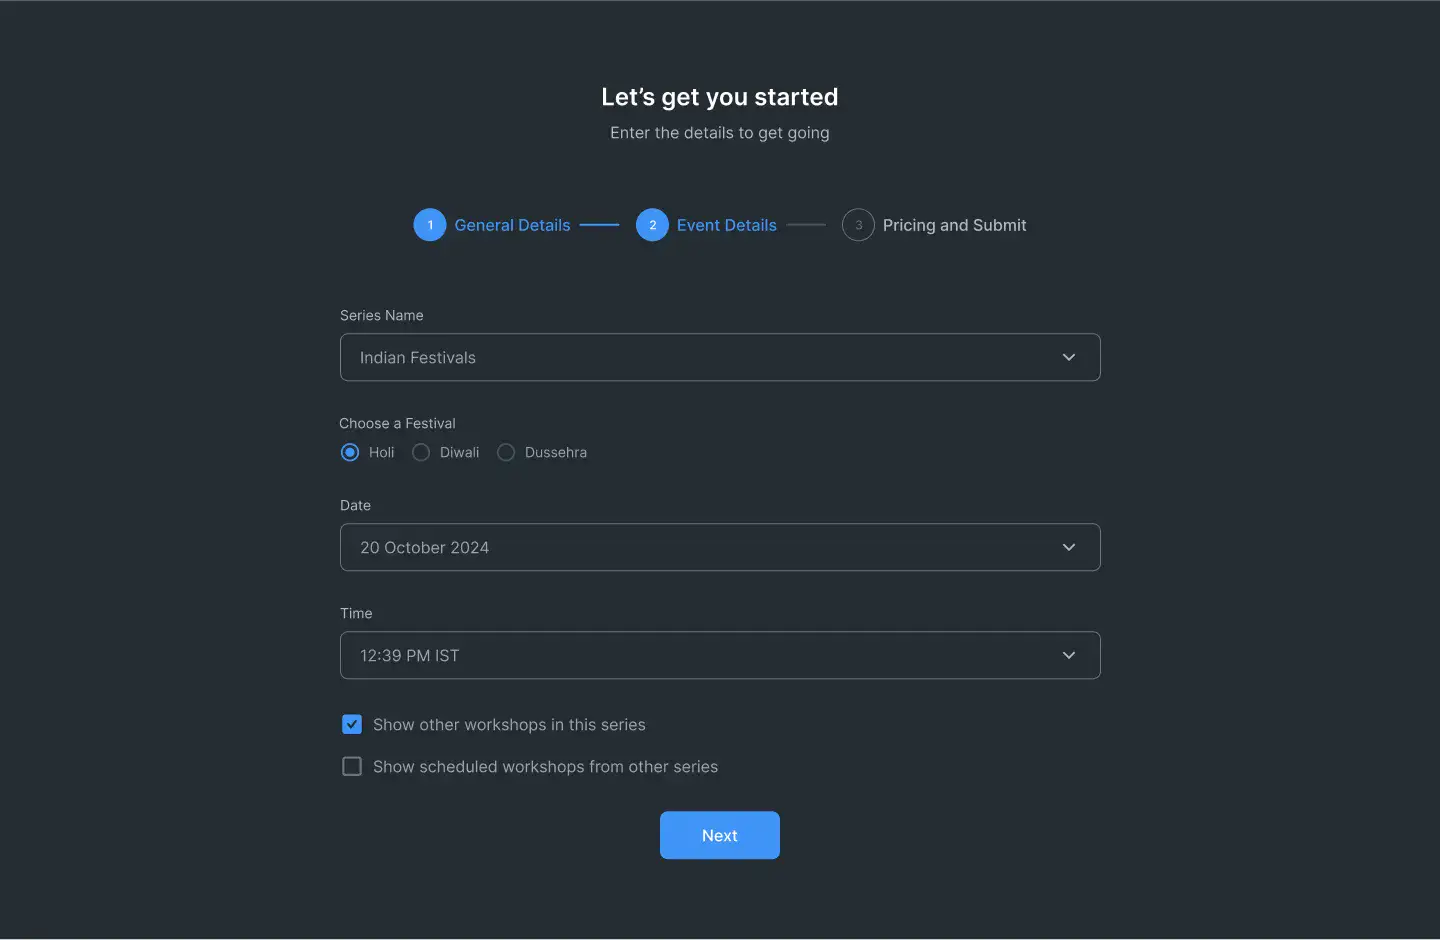 Let’s get you started
Enter the details to get going
1 General Details 2 Event Details 3 Pricing and Submit
Series Name
Indian Festivals
Choose a Festival
Holi Diwali Dussehra
Date
20 October 2024
Time
12:39 PM IST
Show other workshops in this series
Show scheduled workshops from other series
Next